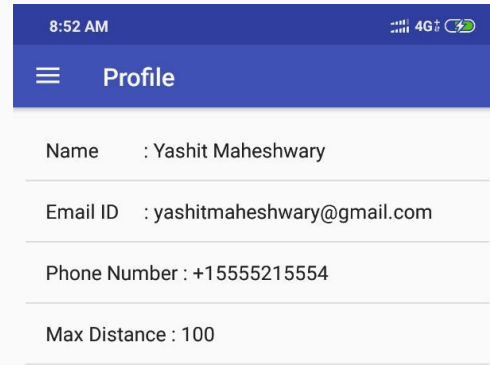 8:52 AM 4G
Profile
Name : Yashit Maheshwary
Email ID : yashitmaheshwary@gmail.com
Phone Number : +15555215554
Max Distance : 100